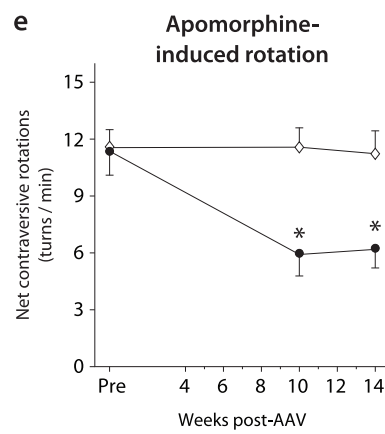 e
Apomorphine-
induced rotation
Net contraversive rotations
(turns / min)
15
12
9
6
3
0
* *
Pre 4 6 8 10 12 14
Weeks post-AAV